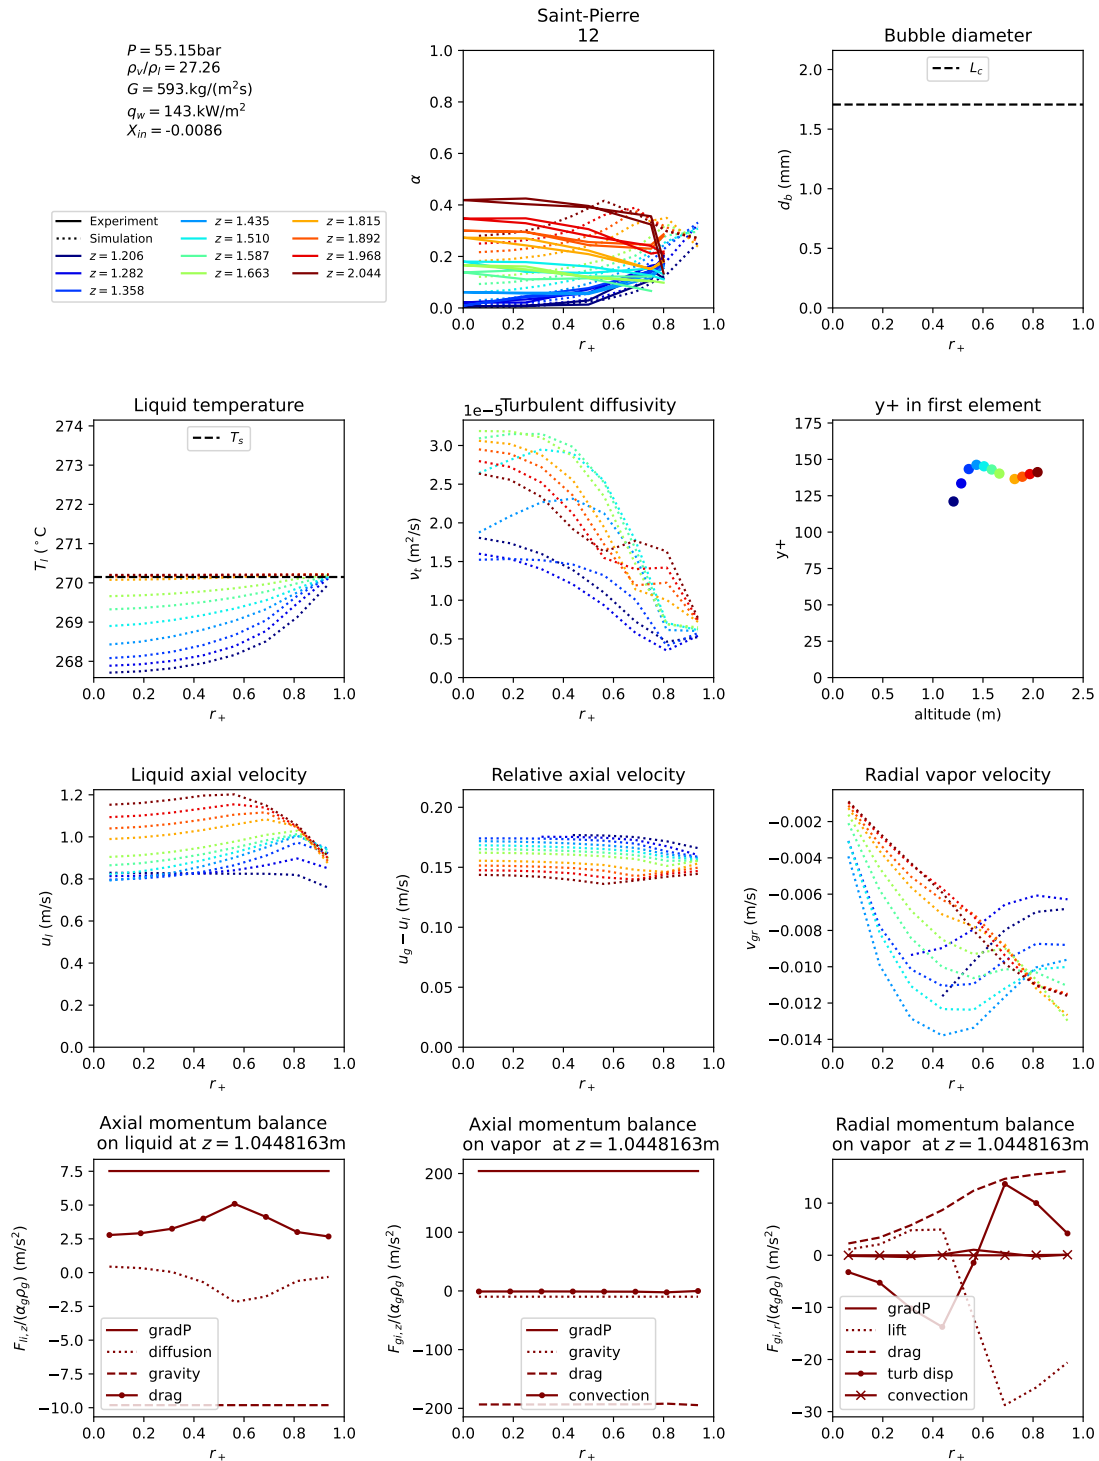 P = 55.15bar
ρv/ρl = 27.26
G = 593.kg/(m²s)
qw = 143.kW/m²
Xin = -0.0086
Experiment
Simulation
z = 1.206
z = 1.282
z = 1.358
z = 1.435
z = 1.510
z = 1.587
z = 1.663
z = 1.815
z = 1.892
z = 1.968
z = 2.044
Saint-Pierre
12
1.0
0.8
0.6
0.4
0.2
0.0
α
0.0 0.2 0.4 0.6 0.8 1.0
r+
Bubble diameter
Lc
2.0
1.5
1.0
0.5
0.0
db (mm)
0.0 0.2 0.4 0.6 0.8 1.0
r+
Liquid temperature
Ts
274
273
272
271
270
269
268
Tl (°C
0.0 0.2 0.4 0.6 0.8 1.0
r+
Turbulent diffusivity
1e−5
3.0
2.5
2.0
1.5
1.0
0.5
0.0
νt (m²/s)
0.0 0.2 0.4 0.6 0.8 1.0
r+
y+ in first element
175
150
125
100
75
50
25
0
y+
0.0 0.5 1.0 1.5 2.0 2.5
altitude (m)
Liquid axial velocity
1.2
1.0
0.8
0.6
0.4
0.2
0.0
ul (m/s)
0.0 0.2 0.4 0.6 0.8 1.0
r+
Relative axial velocity
0.20
0.15
0.10
0.05
0.00
ug − ul (m/s)
0.0 0.2 0.4 0.6 0.8 1.0
r+
Radial vapor velocity
−0.002
−0.004
−0.006
−0.008
−0.010
−0.012
−0.014
vgr (m/s)
0.0 0.2 0.4 0.6 0.8 1.0
r+
Axial momentum balance
on liquid at z = 1.0448163m
7.5
5.0
2.5
0.0
−2.5
−5.0
−7.5
−10.0
Fli,z/(αgρg) (m/s²)
gradP
diffusion
gravity
drag
0.0 0.2 0.4 0.6 0.8 1.0
r+
Axial momentum balance
on vapor at z = 1.0448163m
200
100
0
−100
−200
Fgi,z/(αgρg) (m/s²)
gradP
gravity
drag
convection
0.0 0.2 0.4 0.6 0.8 1.0
r+
Radial momentum balance
on vapor at z = 1.0448163m
10
0
−10
−20
−30
Fgi,r/(αgρg) (m/s²)
gradP
lift
drag
turb disp
convection
0.0 0.2 0.4 0.6 0.8 1.0
r+